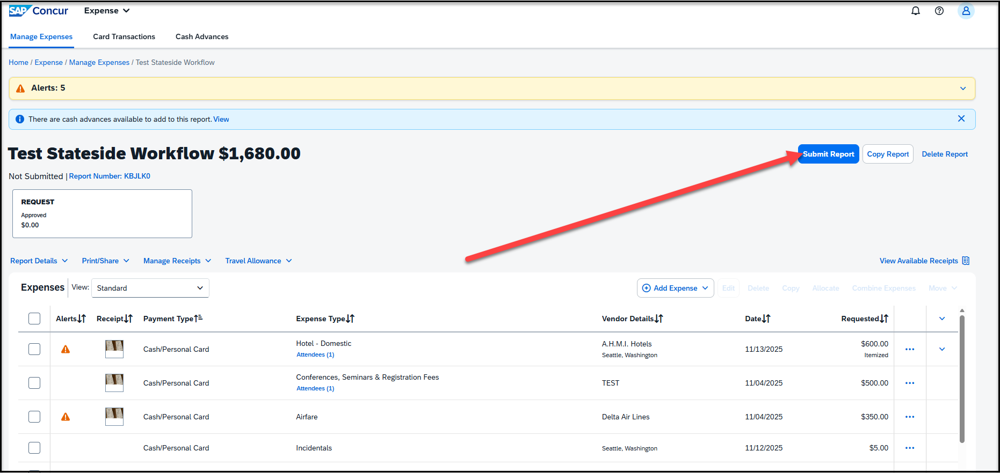 SAP Concur Expense
Manage Expenses Card Transactions Cash Advances
Home / Expense / Manage Expenses / Test Stateside Workflow
Alerts: 5
There are cash advances available to add to this report. View
Test Stateside Workflow $1,680.00
Submit Report Copy Report Delete Report
Not Submitted | Report Number: KBJLK0
REQUEST
Approved
$0.00
Report Details Print/Share Manage Receipts Travel Allowance View Available Receipts
Expenses View: Standard Add Expense Edit Delete Copy Allocate Combine Expenses Move
Alerts Receipt Payment Type Expense Type Vendor Details Date Requested
Cash/Personal Card Hotel - Domestic A.H.M.I. Hotels 11/13/2025 $600.00
Attendees (1) Seattle, Washington Itemized
Conferences, Seminars & Registration Fees
Cash/Personal Card TEST 11/04/2025 $500.00
Attendees (1)
Cash/Personal Card Airfare Delta Air Lines 11/04/2025 $350.00
Cash/Personal Card Incidentals Seattle, Washington 11/12/2025 $5.00